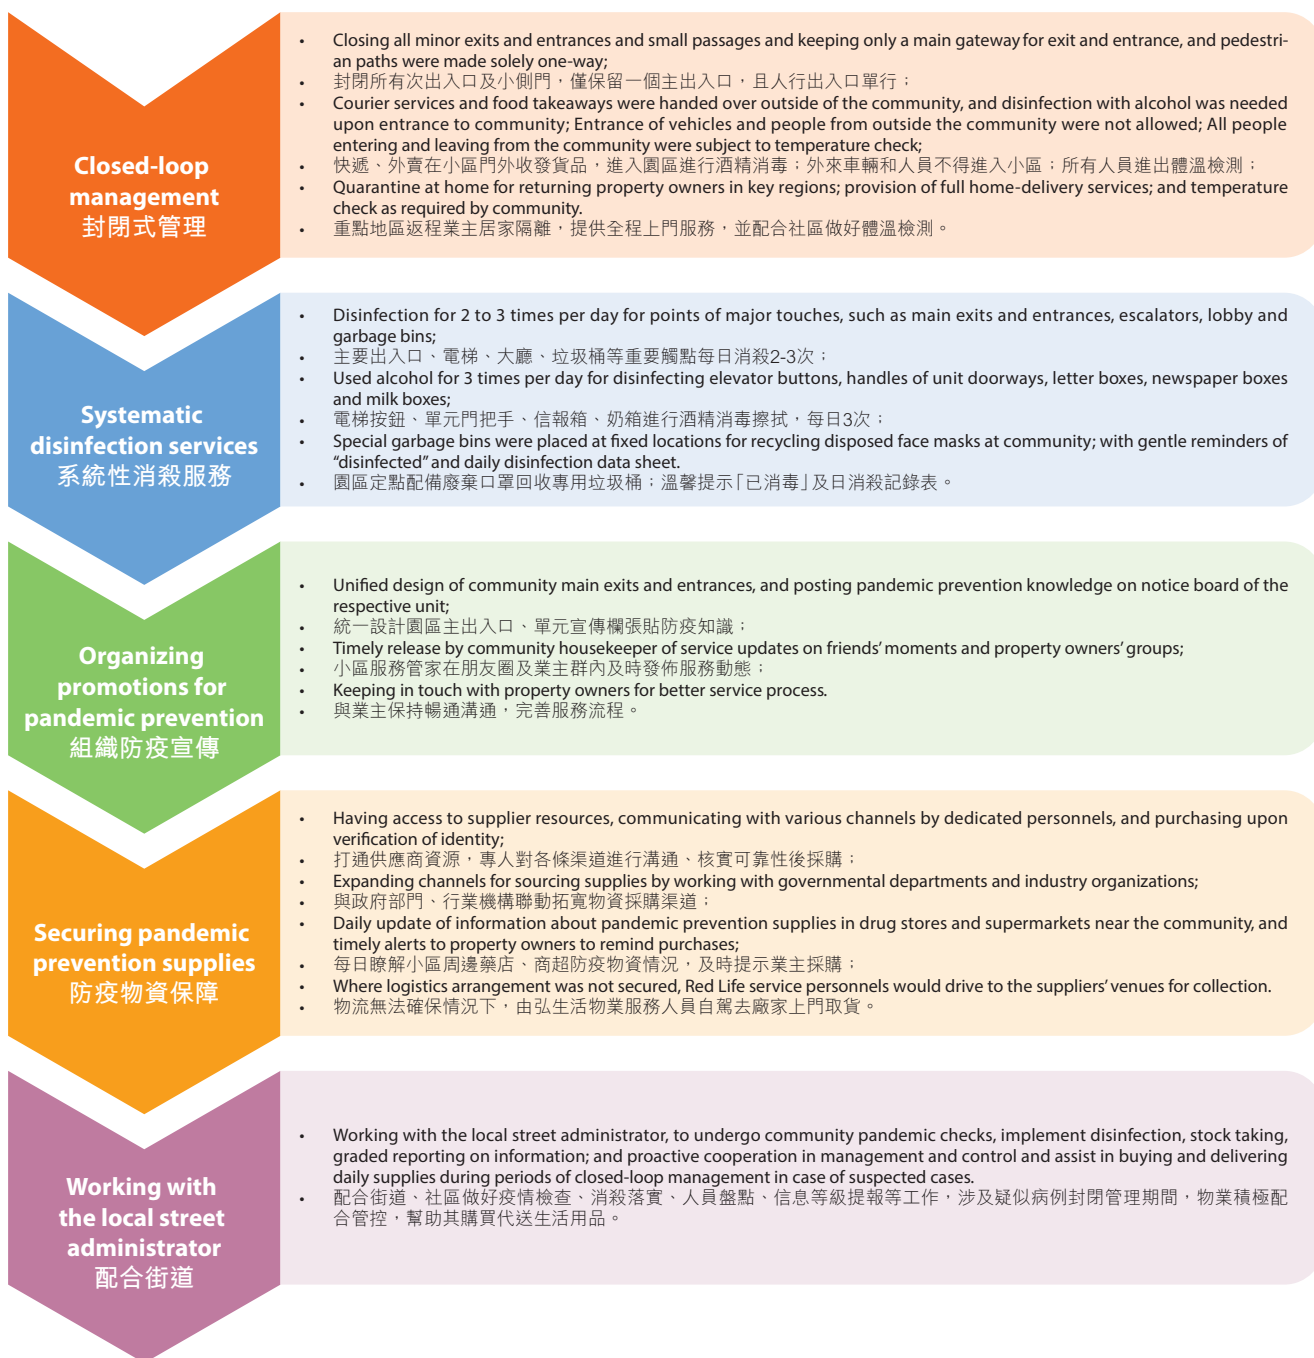 Closed-loop
management
封閉式管理
• Closing all minor exits and entrances and small passages and keeping only a main gateway for exit and entrance, and pedestri-
an paths were made solely one-way;
• 封閉所有次出入口及小側門，僅保留一個主出入口，且人行出入口單行；
• Courier services and food takeaways were handed over outside of the community, and disinfection with alcohol was needed
upon entrance to community; Entrance of vehicles and people from outside the community were not allowed; All people
entering and leaving from the community were subject to temperature check;
• 快遞、外賣在小區門外收發貨品，進入園區進行酒精消毒；外來車輛和人員不得進入小區；所有人員進出體溫檢測；
• Quarantine at home for returning property owners in key regions; provision of full home-delivery services; and temperature
check as required by community.
• 重點地區返程業主居家隔離，提供全程上門服務，並配合社區做好體溫檢測。
Systematic
disinfection services
系統性消殺服務
• Disinfection for 2 to 3 times per day for points of major touches, such as main exits and entrances, escalators, lobby and
garbage bins;
• 主要出入口、電梯、大廳、垃圾桶等重要觸點每日消殺2-3次；
• Used alcohol for 3 times per day for disinfecting elevator buttons, handles of unit doorways, letter boxes, newspaper boxes
and milk boxes;
• 電梯按鈕、單元門把手、信報箱、奶箱進行酒精消毒擦拭，每日3次；
• Special garbage bins were placed at fixed locations for recycling disposed face masks at community; with gentle reminders of
“disinfected” and daily disinfection data sheet.
• 園區定點配備廢棄口罩回收專用垃圾桶；溫馨提示「已消毒」及日消殺記錄表。
Organizing
promotions for
pandemic prevention
組織防疫宣傳
• Unified design of community main exits and entrances, and posting pandemic prevention knowledge on notice board of the
respective unit;
• 統一設計園區主出入口、單元宣傳欄張貼防疫知識；
• Timely release by community housekeeper of service updates on friends’ moments and property owners’ groups;
• 小區服務管家在朋友圈及業主群內及時發佈服務動態；
• Keeping in touch with property owners for better service process.
• 與業主保持暢通溝通，完善服務流程。
Securing pandemic
prevention supplies
防疫物資保障
• Having access to supplier resources, communicating with various channels by dedicated personnels, and purchasing upon
verification of identity;
• 打通供應商資源，專人對各條渠道進行溝通、核實可靠性後採購；
• Expanding channels for sourcing supplies by working with governmental departments and industry organizations;
• 與政府部門、行業機構聯動拓寬物資採購渠道；
• Daily update of information about pandemic prevention supplies in drug stores and supermarkets near the community, and
timely alerts to property owners to remind purchases;
• 每日瞭解小區周邊藥店、商超防疫物資情況，及時提示業主採購；
• Where logistics arrangement was not secured, Red Life service personnels would drive to the suppliers’ venues for collection.
• 物流無法確保情況下，由弘生活物業服務人員自駕去廠家上門取貨。
Working with
the local street
administrator
配合街道
• Working with the local street administrator, to undergo community pandemic checks, implement disinfection, stock taking,
graded reporting on information; and proactive cooperation in management and control and assist in buying and delivering
daily supplies during periods of closed-loop management in case of suspected cases.
• 配合街道、社區做好疫情檢查、消殺落實、人員盤點、信息等級提報等工作，涉及疑似病例封閉管理期間，物業積極配
合管控，幫助其購買代送生活用品。